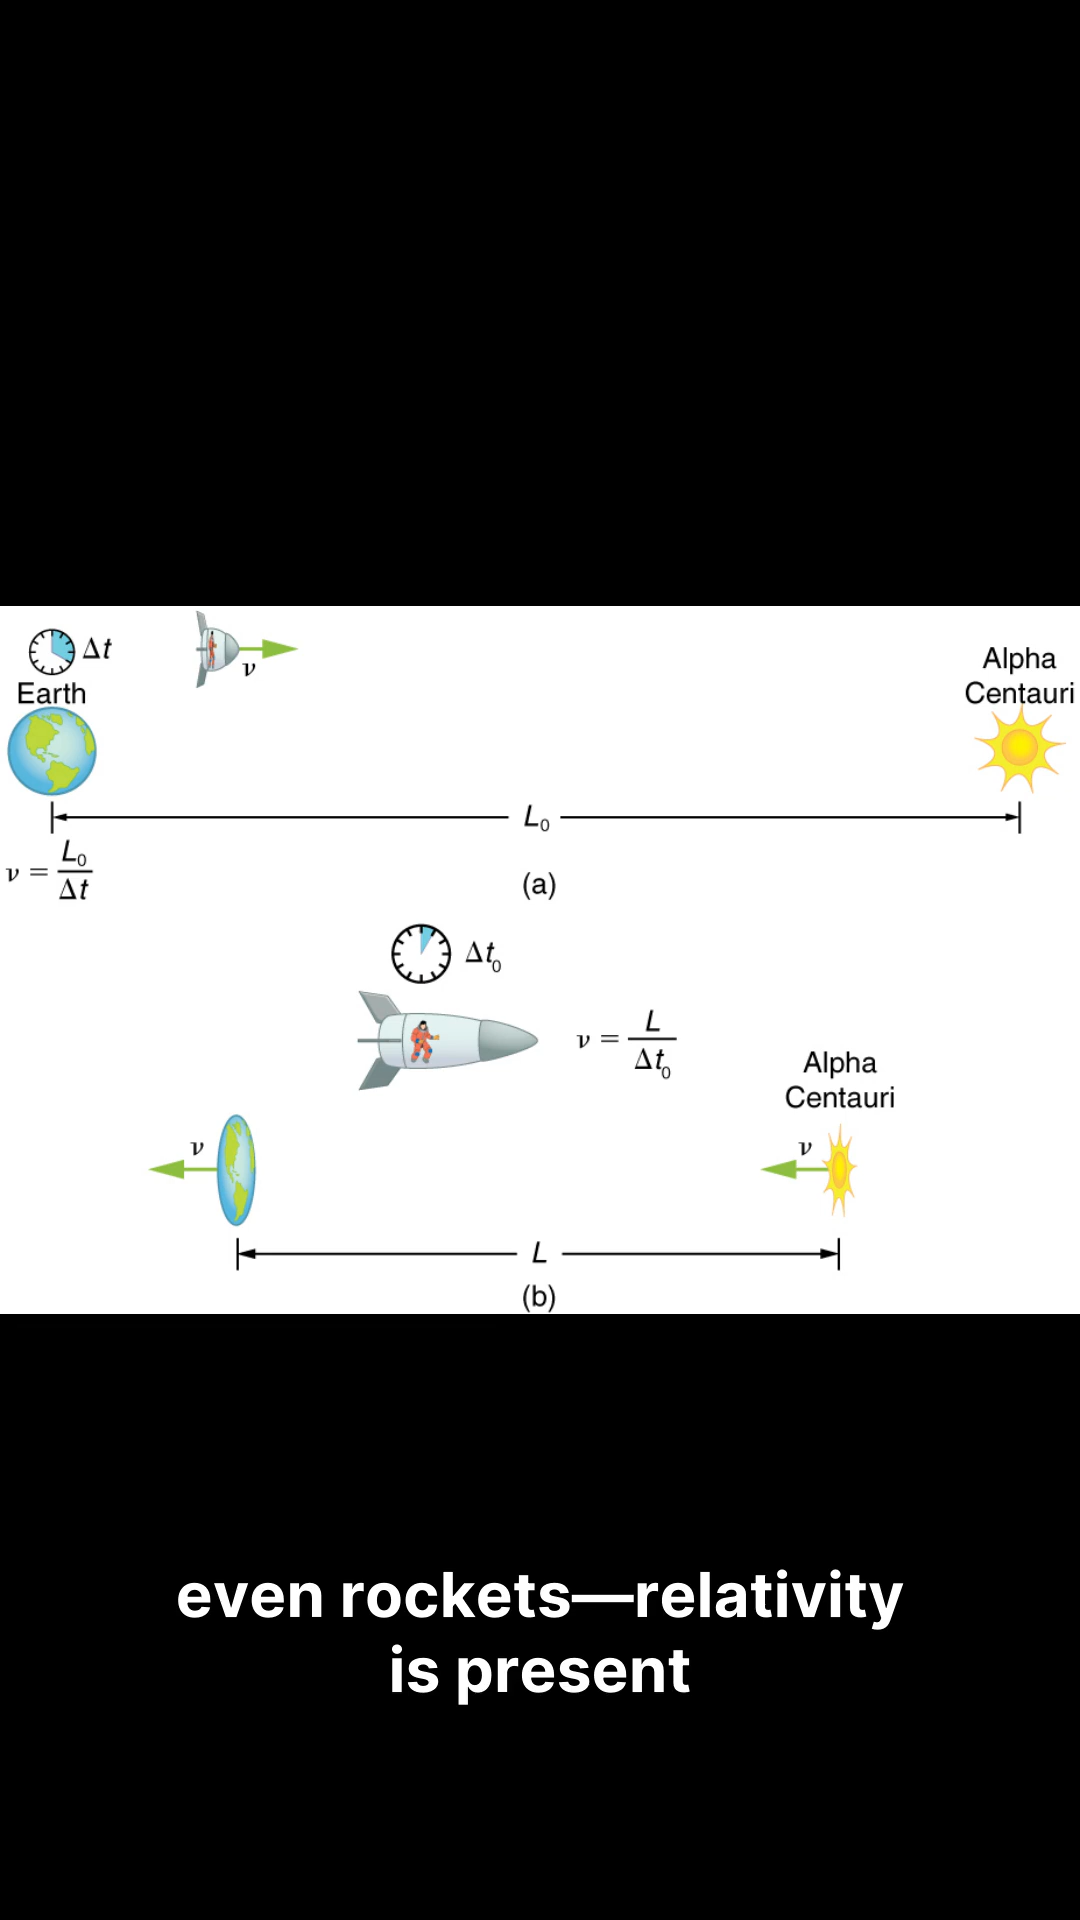 Δt
ν
Earth
Alpha
Centauri
L₀
ν = L₀/Δt
(a)
Δt₀
ν = L/Δt₀
Alpha
Centauri
ν
ν
L
(b)
even rockets—relativity
is present